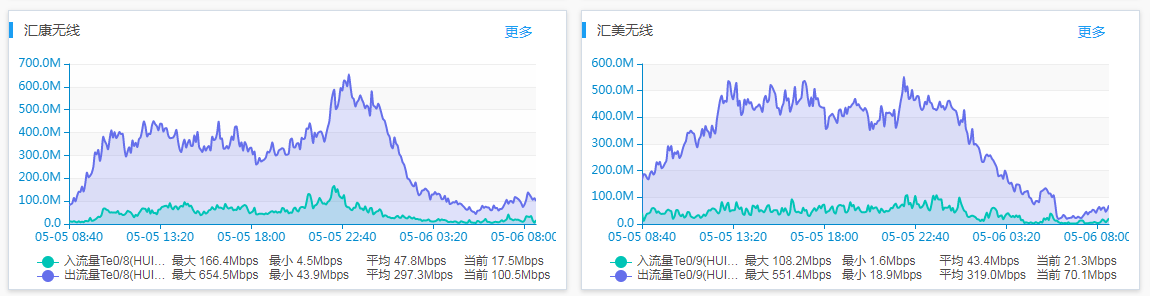 汇康无线 更多
700.0M
600.0M
500.0M
400.0M
300.0M
200.0M
100.0M
0.0
05-05 08:40 05-05 13:20 05-05 18:00 05-05 22:40 05-06 03:20 05-06 08:00
入流量Te0/8(HUI... 最大 166.4Mbps 最小 4.5Mbps 平均 47.8Mbps 当前 17.5Mbps
出流量Te0/8(HUI... 最大 654.5Mbps 最小 43.9Mbps 平均 297.3Mbps 当前 100.5Mbps
汇美无线 更多
600.0M
500.0M
400.0M
300.0M
200.0M
100.0M
0.0
05-05 08:40 05-05 13:20 05-05 18:00 05-05 22:40 05-06 03:20 05-06 08:00
入流量Te0/9(HUI... 最大 108.2Mbps 最小 1.6Mbps 平均 43.4Mbps 当前 21.3Mbps
出流量Te0/9(HUI... 最大 551.4Mbps 最小 18.9Mbps 平均 319.0Mbps 当前 70.1Mbps